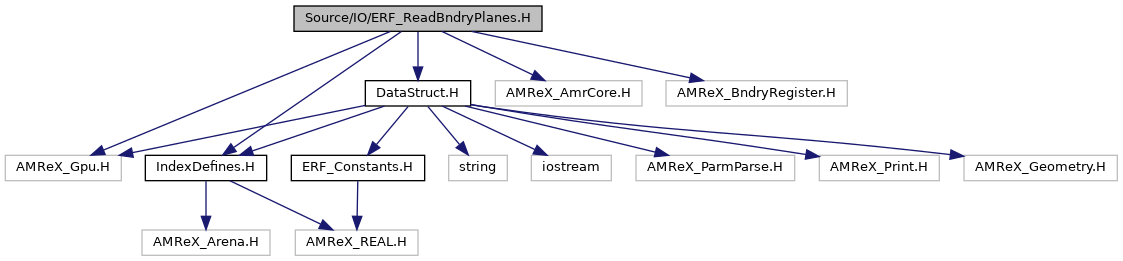 Source/IO/ERF_ReadBndryPlanes.H
DataStruct.H
AMReX_AmrCore.H
AMReX_BndryRegister.H
AMReX_Gpu.H
IndexDefines.H
ERF_Constants.H
string
iostream
AMReX_ParmParse.H
AMReX_Print.H
AMReX_Geometry.H
AMReX_Arena.H
AMReX_REAL.H